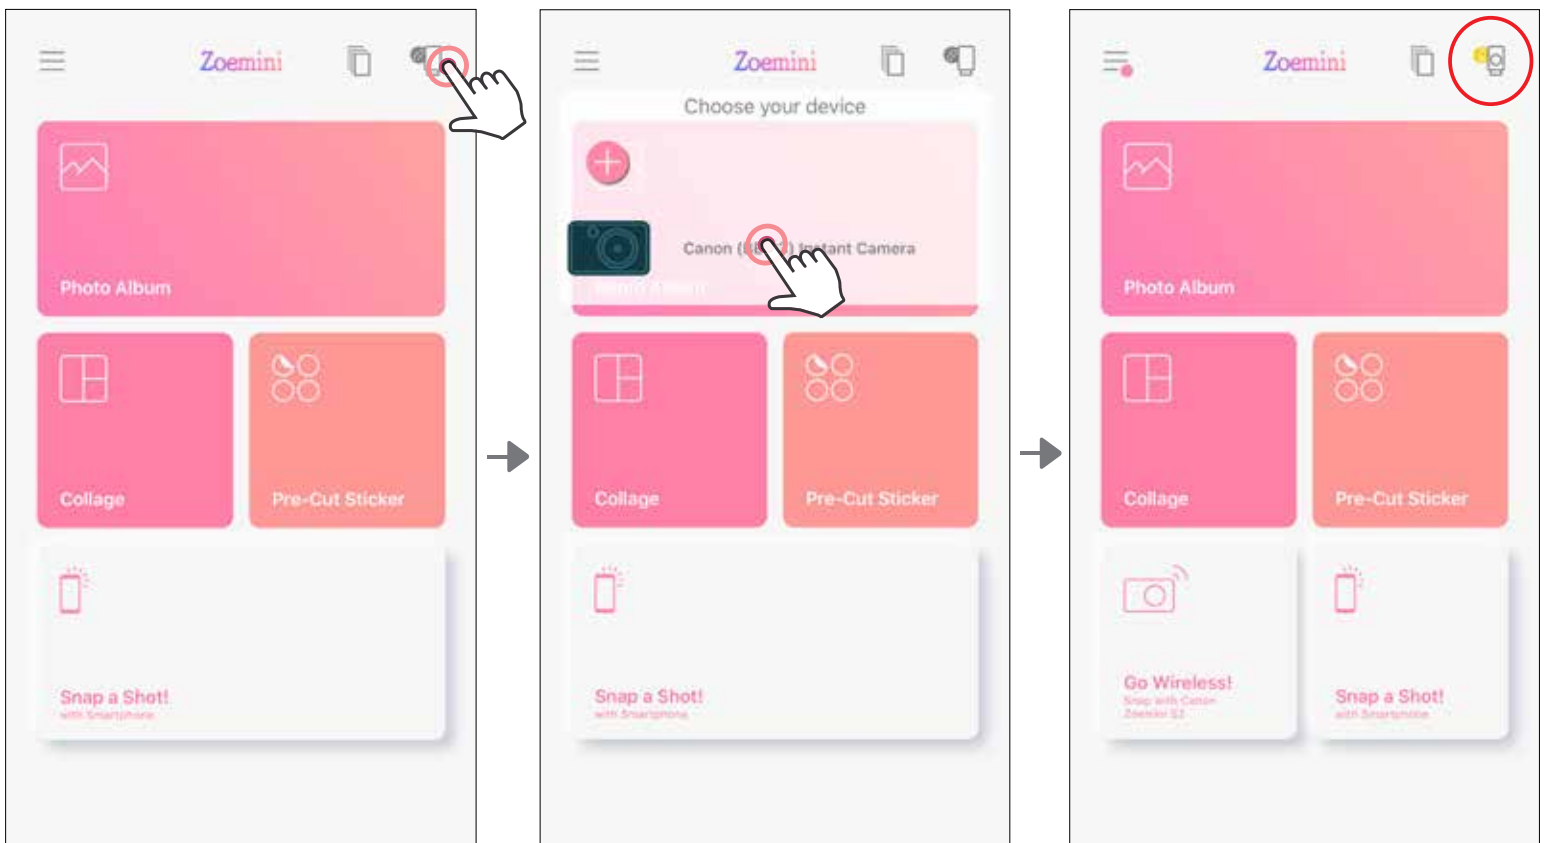 Zoemini
Photo Album
Collage
Pre-Cut Sticker
Snap a Shot!
with Smartphone
Zoemini
Choose your device
Canon ( ) Instant Camera
Collage
Pre-Cut Sticker
Snap a Shot!
with Smartphone
Zoemini
Photo Album
Collage
Pre-Cut Sticker
Go Wireless!
Snap with Canon
Zoemini S2
Snap a Shot!
with Smartphone